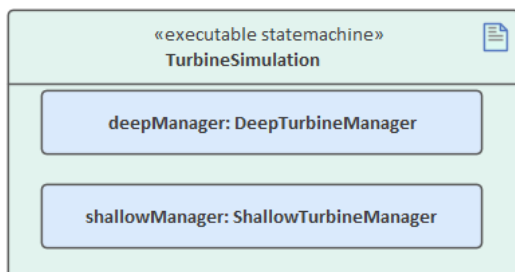 «executable statemachine»
TurbineSimulation
deepManager: DeepTurbineManager
shallowManager: ShallowTurbineManager